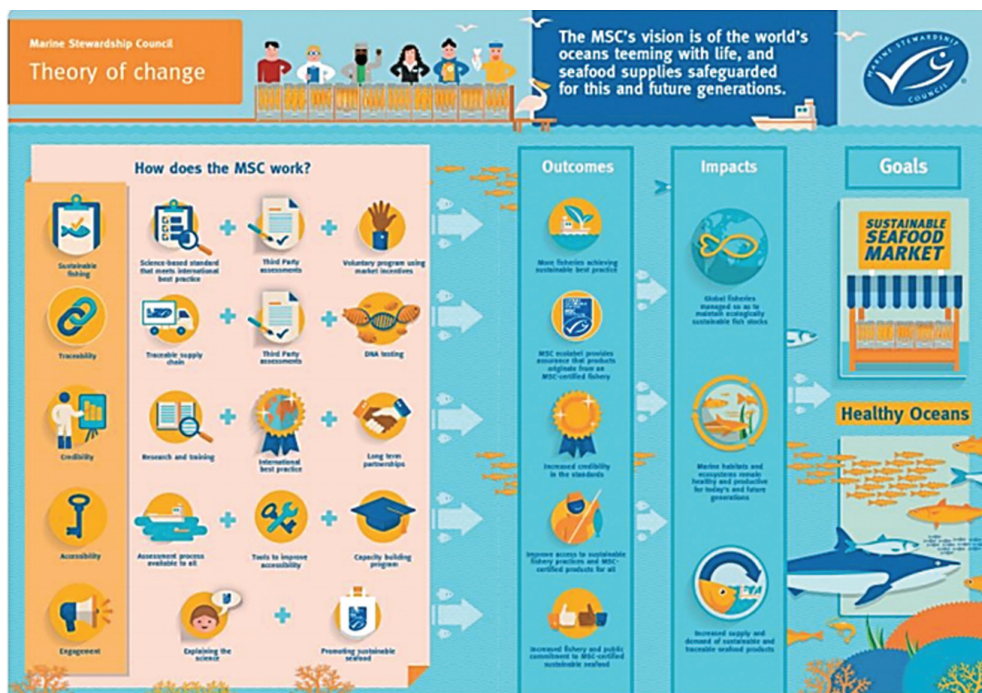 Marine Stewardship Council
Theory of change
The MSC's vision is of the world's
oceans teeming with life, and
seafood supplies safeguarded
for this and future generations.
MARINE STEWARDSHIP
COUNCIL
How does the MSC work?
Sustainable
fishing
Science-based standard
that meets international
best practice
+
Third Party
assessments
+
Voluntary program using
market incentives
Traceability
Traceable supply
chain
+
Third Party
assessments
+
DNA testing
Credibility
Research and training
+
International
best practice
+
Long term
partnerships
Accessibility
Assessment process
available to all
+
Tools to improve
accessibility
+
Capacity building
program
Engagement
Explaining the
science
+
Promoting sustainable
seafood
Outcomes
More fisheries achieving
sustainable best practice
MSC ecolabel provides
assurance that products
originate from an
MSC-certified fishery
Increased credibility
in the standards
Improve access to sustainable
fishery practices and MSC-
certified products for all
Increased fishery and public
commitment to MSC-certified
sustainable seafood
Impacts
Global fisheries
managed so as to
maintain ecologically
sustainable fish stocks
Marine habitats and
ecosystems remain
healthy and productive
for today's and future
generations
Increased supply and
demand of sustainable and
traceable seafood products
Goals
SUSTAINABLE
SEAFOOD
MARKET
Healthy Oceans